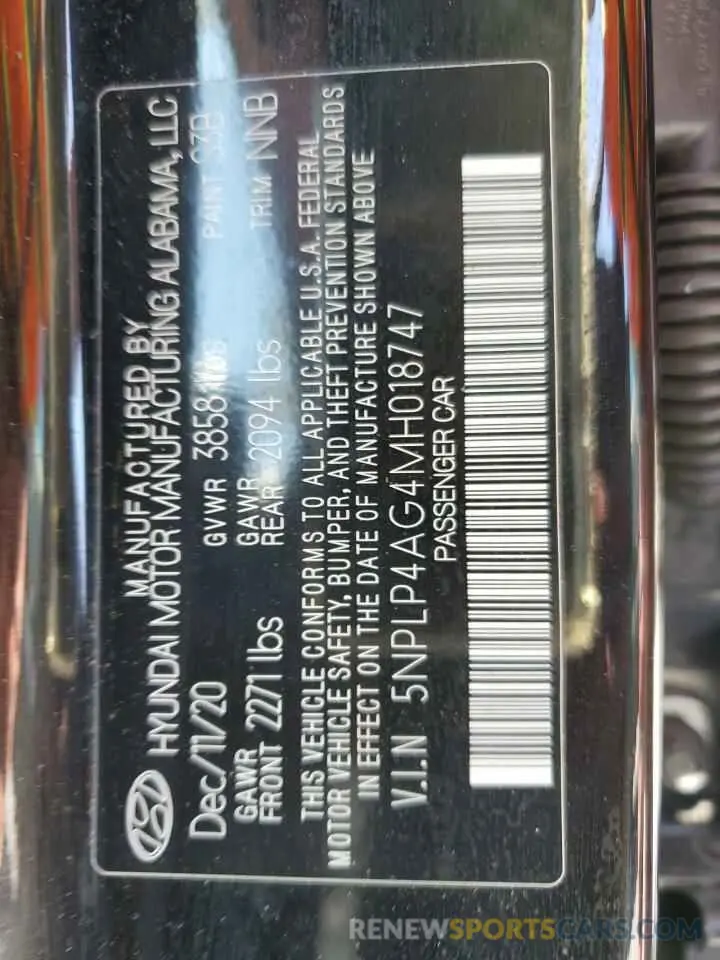 MANUFACTURED BY
HYUNDAI MOTOR MANUFACTURING ALABAMA, LLC
Dec/11/20 GVWR 3858 lbs PAINT S3B
GAWR FRONT 2271 lbs GAWR REAR 2094 lbs TRIM NNB
THIS VEHICLE CONFORMS TO ALL APPLICABLE U.S.A. FEDERAL
MOTOR VEHICLE SAFETY, BUMPER, AND THEFT PREVENTION STANDARDS
IN EFFECT ON THE DATE OF MANUFACTURE SHOWN ABOVE
V.I.N 5NPLP4AG4MH018747
PASSENGER CAR
RENEWSPORTSCARS.COM